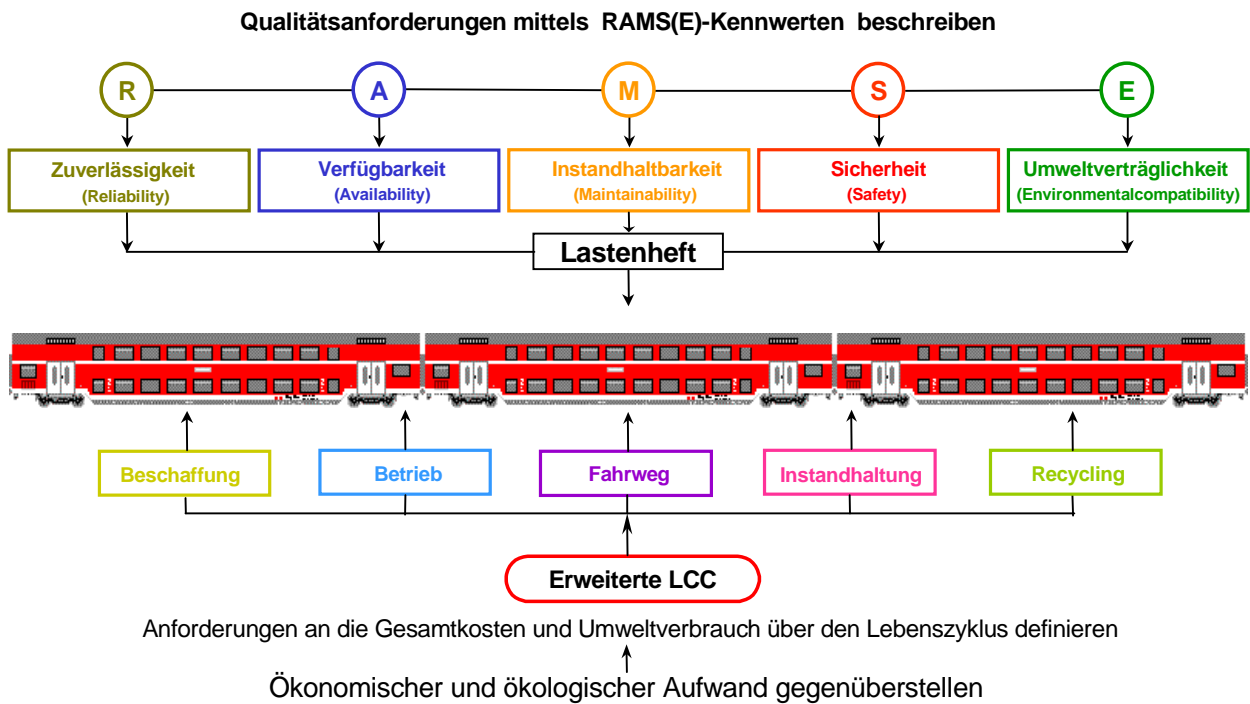 Qualitätsanforderungen mittels RAMS(E)-Kennwerten beschreiben
R
A
M
S
E
Zuverlässigkeit
(Reliability)
Verfügbarkeit
(Availability)
Instandhaltbarkeit
(Maintainability)
Sicherheit
(Safety)
Umweltverträglichkeit
(Environmentalcompatibility)
Lastenheft
Beschaffung
Betrieb
Fahrweg
Instandhaltung
Recycling
Erweiterte LCC
Anforderungen an die Gesamtkosten und Umweltverbrauch über den Lebenszyklus definieren
Ökonomischer und ökologischer Aufwand gegenüberstellen